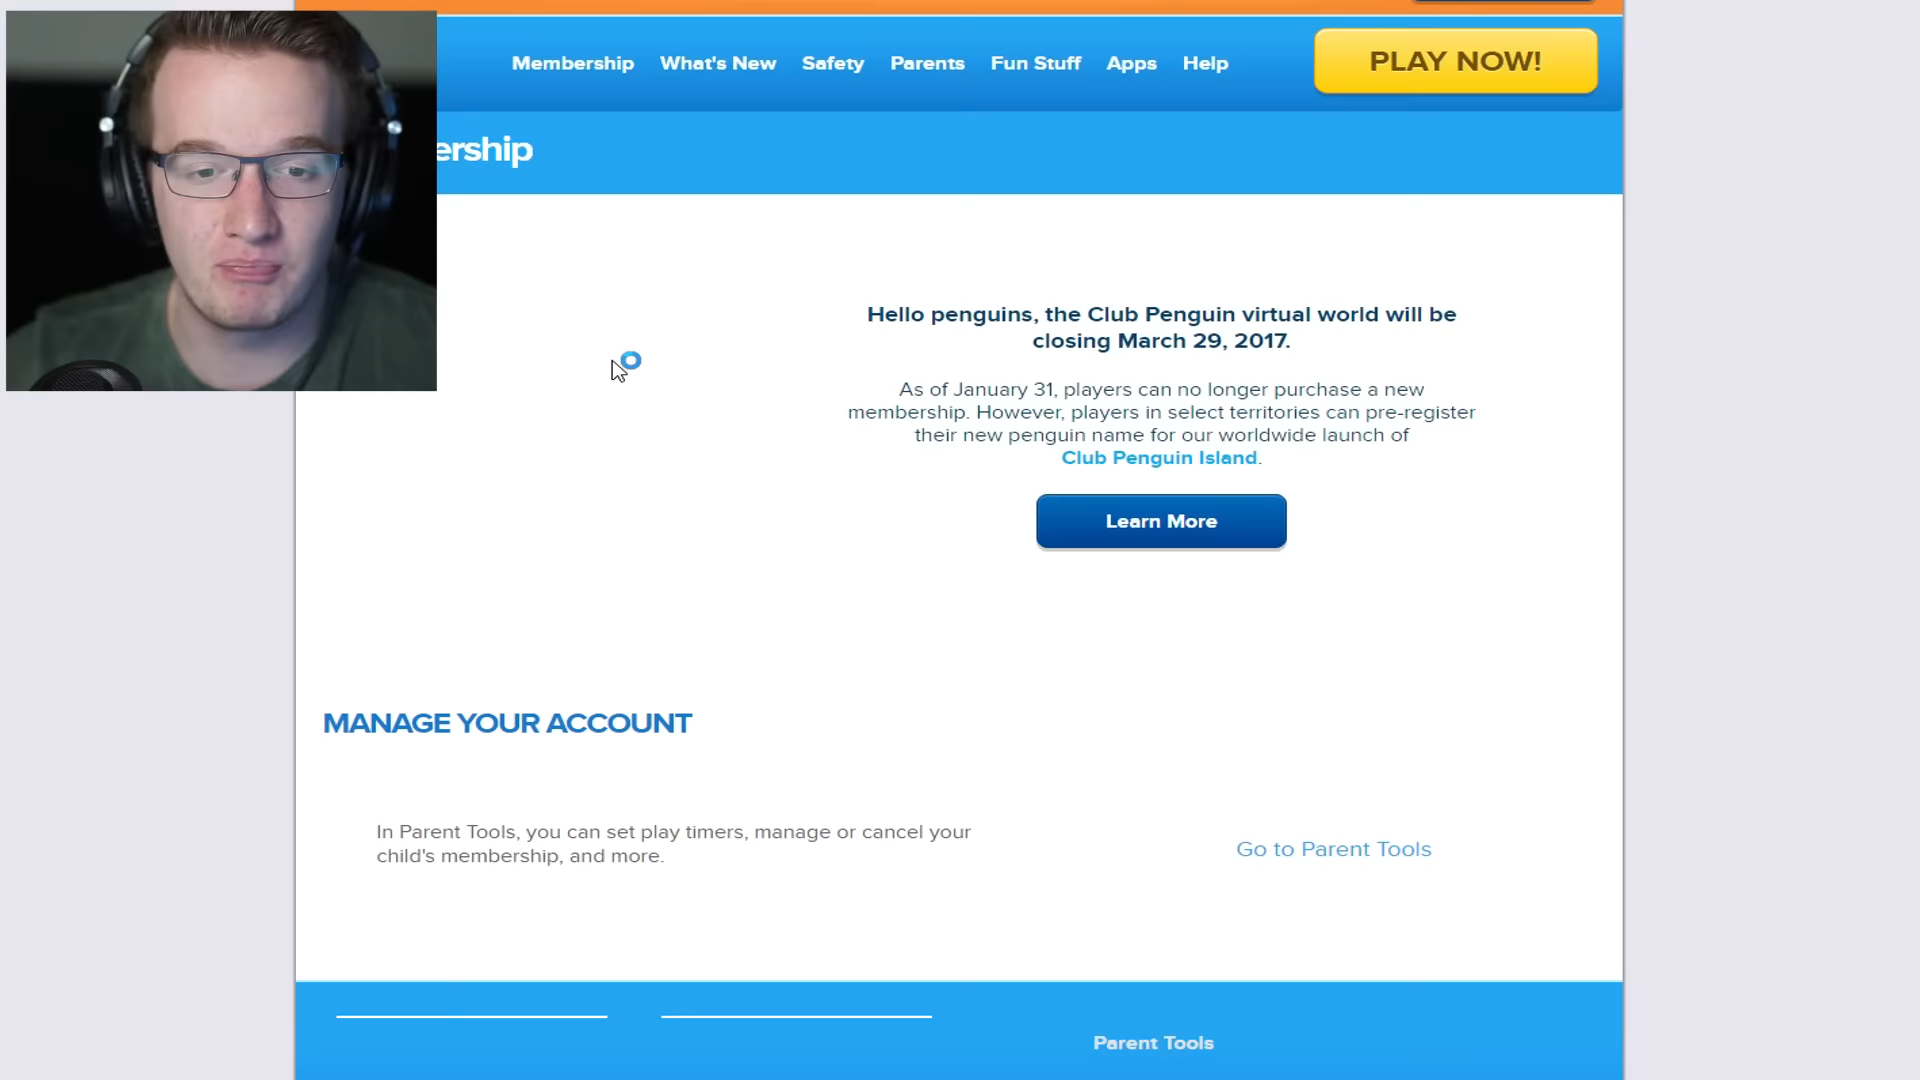 Membership What's New Safety Parents Fun Stuff Apps Help PLAY NOW!
ership
Hello penguins, the Club Penguin virtual world will be
closing March 29, 2017.
As of January 31, players can no longer purchase a new
membership. However, players in select territories can pre-register
their new penguin name for our worldwide launch of
Club Penguin Island.
Learn More
MANAGE YOUR ACCOUNT
In Parent Tools, you can set play timers, manage or cancel your
child's membership, and more.
Go to Parent Tools
Parent Tools